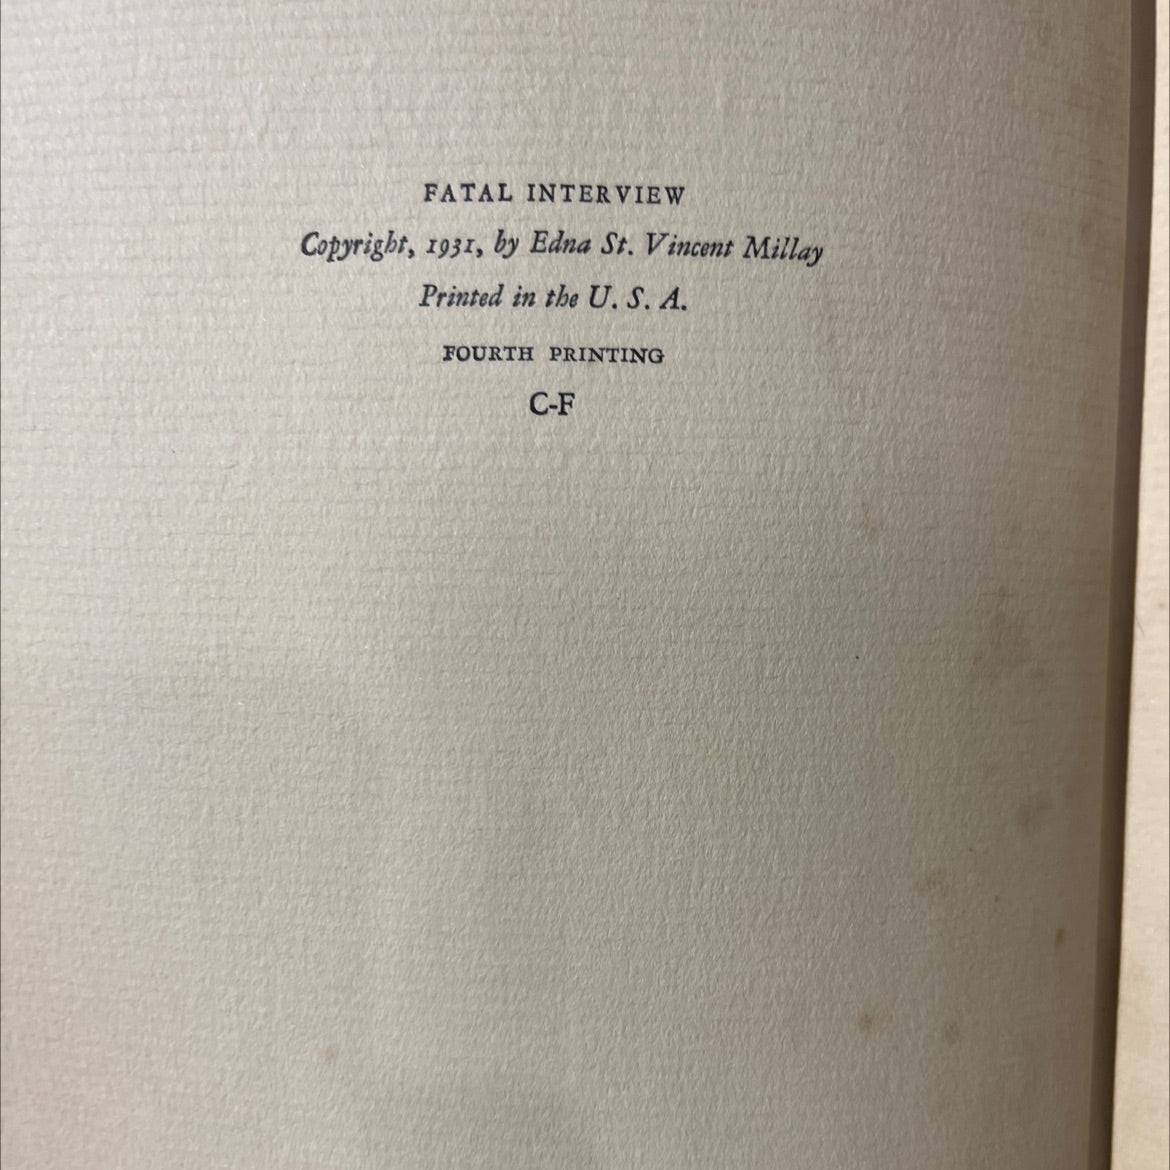 FATAL INTERVIEW
Copyright, 1931, by Edna St. Vincent Millay
Printed in the U. S. A.
FOURTH PRINTING
C-F